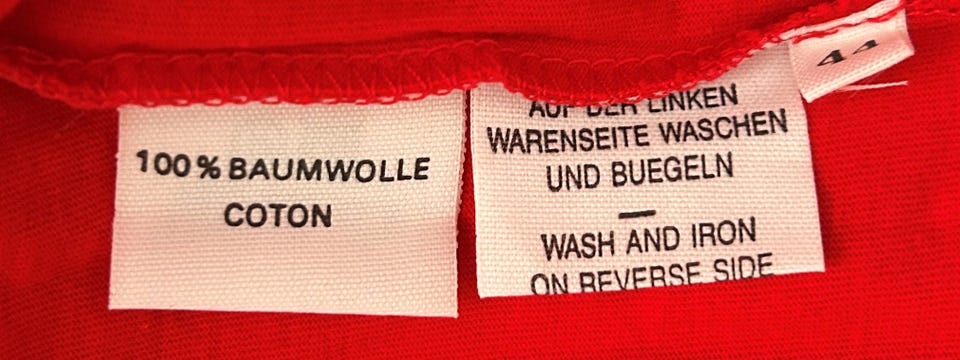 100% BAUMWOLLE
COTON
AUF DER LINKEN
WARENSEITE WASCHEN
UND BUEGELN
—
WASH AND IRON
ON REVERSE SIDE
44